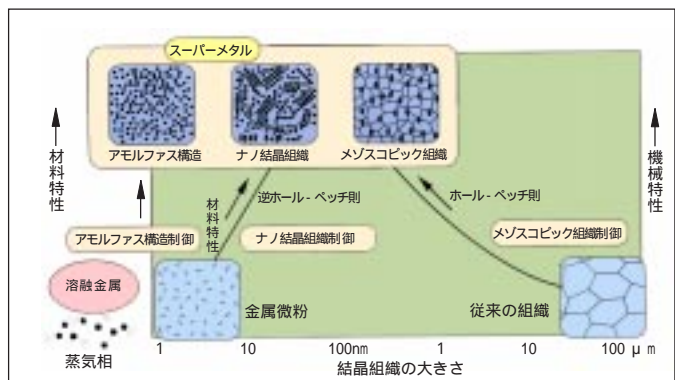 スーパーメタル
アモルファス構造
ナノ結晶組織
メゾスコピック組織
材料特性
機械特性
材料特性
逆ホール - ペッチ則
ホール - ペッチ則
アモルファス構造制御
ナノ結晶組織制御
メゾスコピック組織制御
溶融金属
金属微粉
従来の組織
蒸気相
1 10 100nm 1 10 100 μm
結晶組織の大きさ